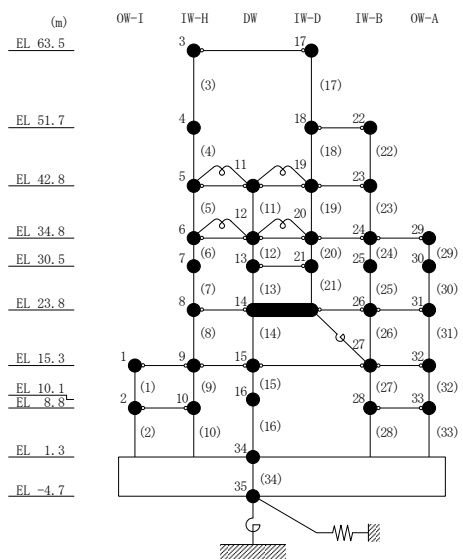 (m) OW-I IW-H DW IW-D IW-B OW-A
EL 63.5 3 17
(3) (17)
EL 51.7 4 18 22
(4) (18) (22)
11 19
EL 42.8 5 23
(5) (11) (19) (23)
12 20
EL 34.8 6 24 29
(6) (12) (20) (24) (29)
EL 30.5 7 13 21 25 30
(7) (13) (21) (25) (30)
EL 23.8 8 14 26 31
(8) (14) (26) (31)
27
EL 15.3 1 9 15 32
(1) (9) (15) (27) (32)
EL 10.1 16
EL 8.8 2 10 28 33
(2) (10) (16) (28) (33)
EL 1.3 34
(34)
EL -4.7 35